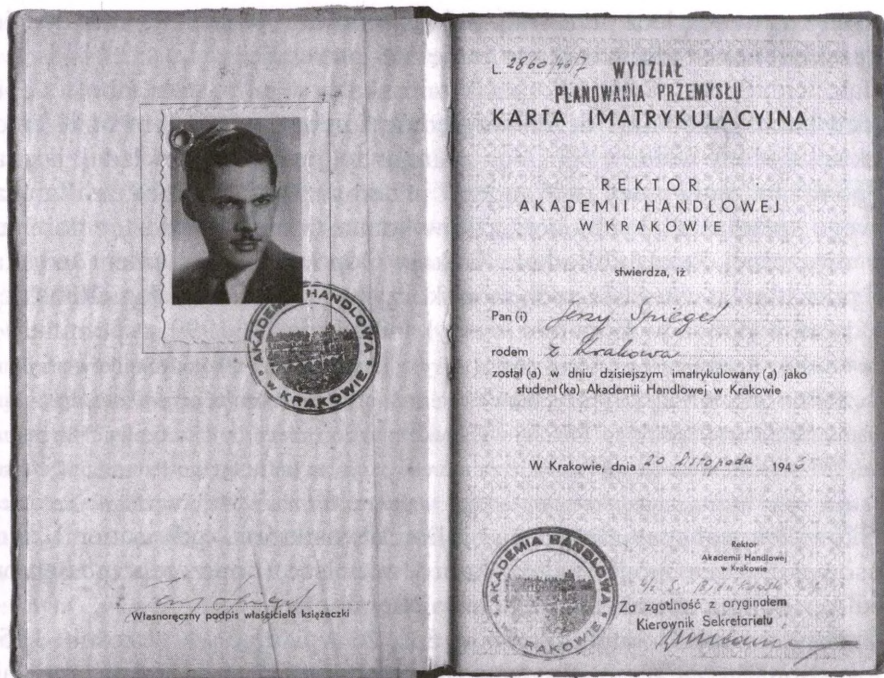 AKADEMIA HANDLOWA
W KRAKOWIE
Własnoręczny podpis właściciela książeczki
L. 2860/46/7
WYDZIAŁ
PLANOWANIA PRZEMYSŁU
KARTA IMATRYKULACYJNA
REKTOR
AKADEMII HANDLOWEJ
W KRAKOWIE
stwierdza, iż
Pan (i) Jerzy Spiegel
rodem z Krakowa
został (a) w dniu dzisiejszym imatrykulowany (a) jako
student (ka) Akademii Handlowej w Krakowie
W Krakowie, dnia 20 listopada 194
AKADEMIA HANDLOWA
W KRAKOWIE
Rektor
Akademii Handlowej
w Krakowie
Za zgodność z oryginałem
Kierownik Sekretariatu